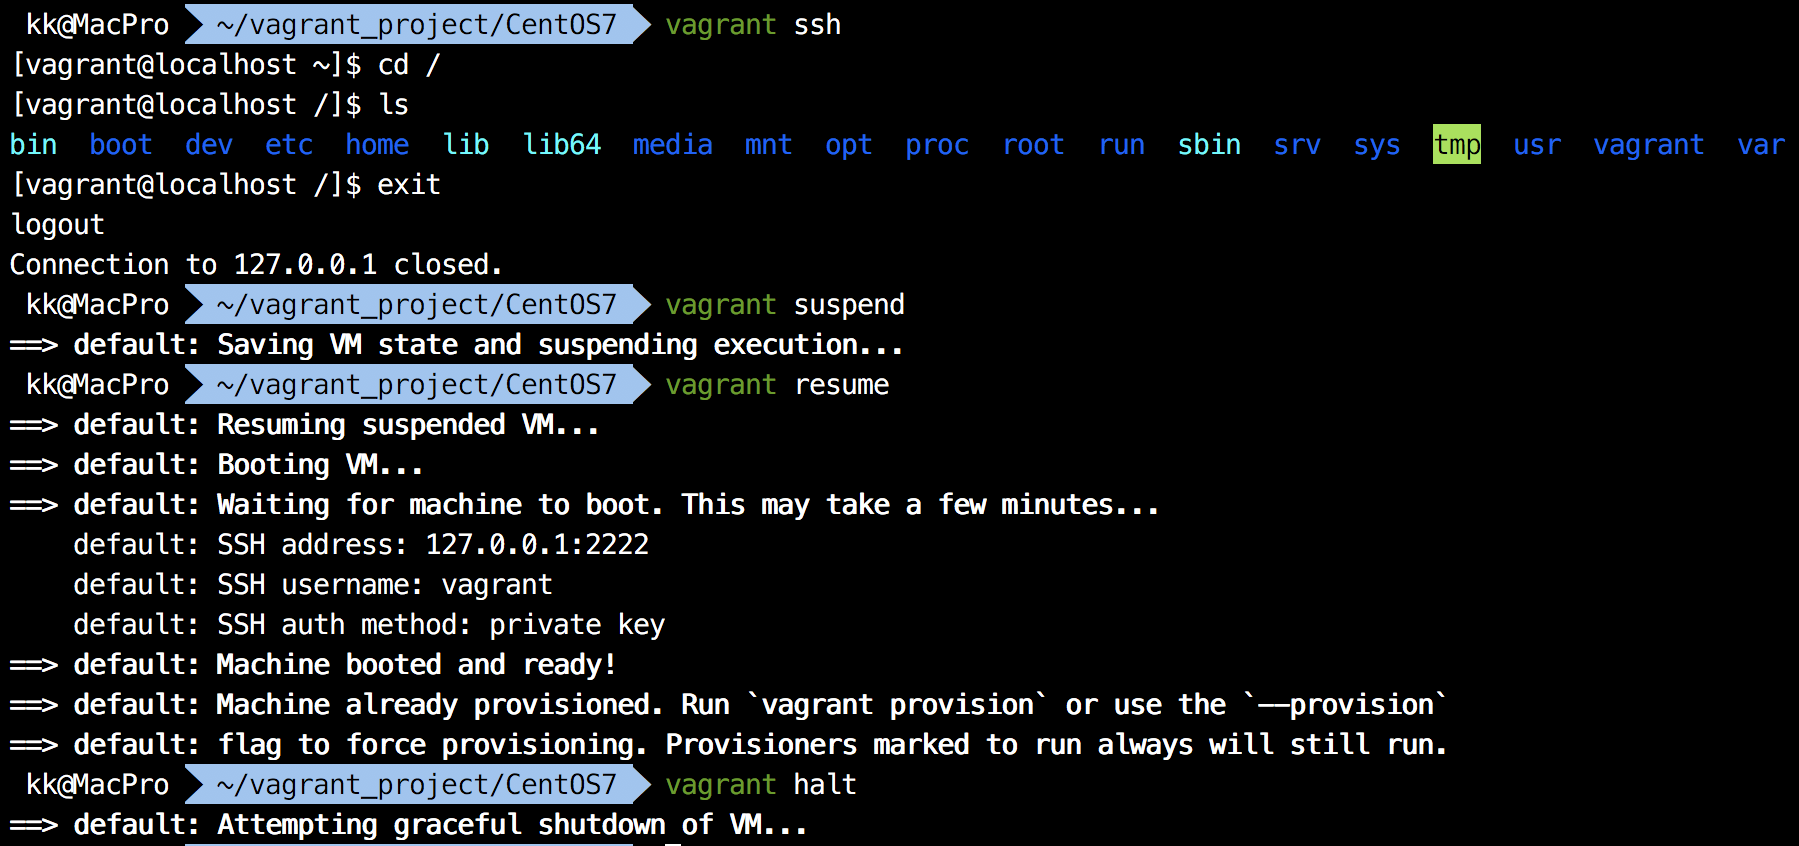 kk@MacPro ~/vagrant_project/CentOS7 vagrant ssh
[vagrant@localhost ~]$ cd /
[vagrant@localhost /]$ ls
bin boot dev etc home lib lib64 media mnt opt proc root run sbin srv sys tmp usr vagrant var
[vagrant@localhost /]$ exit
logout
Connection to 127.0.0.1 closed.
kk@MacPro ~/vagrant_project/CentOS7 vagrant suspend
==> default: Saving VM state and suspending execution...
kk@MacPro ~/vagrant_project/CentOS7 vagrant resume
==> default: Resuming suspended VM...
==> default: Booting VM...
==> default: Waiting for machine to boot. This may take a few minutes...
default: SSH address: 127.0.0.1:2222
default: SSH username: vagrant
default: SSH auth method: private key
==> default: Machine booted and ready!
==> default: Machine already provisioned. Run `vagrant provision` or use the `--provision`
==> default: flag to force provisioning. Provisioners marked to run always will still run.
kk@MacPro ~/vagrant_project/CentOS7 vagrant halt
==> default: Attempting graceful shutdown of VM...